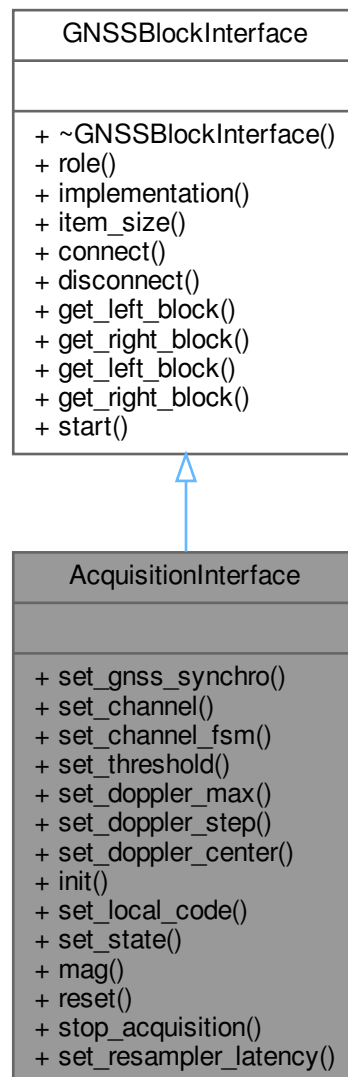 GNSSBlockInterface
+ ~GNSSBlockInterface()
+ role()
+ implementation()
+ item_size()
+ connect()
+ disconnect()
+ get_left_block()
+ get_right_block()
+ get_left_block()
+ get_right_block()
+ start()
AcquisitionInterface
+ set_gnss_synchro()
+ set_channel()
+ set_channel_fsm()
+ set_threshold()
+ set_doppler_max()
+ set_doppler_step()
+ set_doppler_center()
+ init()
+ set_local_code()
+ set_state()
+ mag()
+ reset()
+ stop_acquisition()
+ set_resampler_latency()